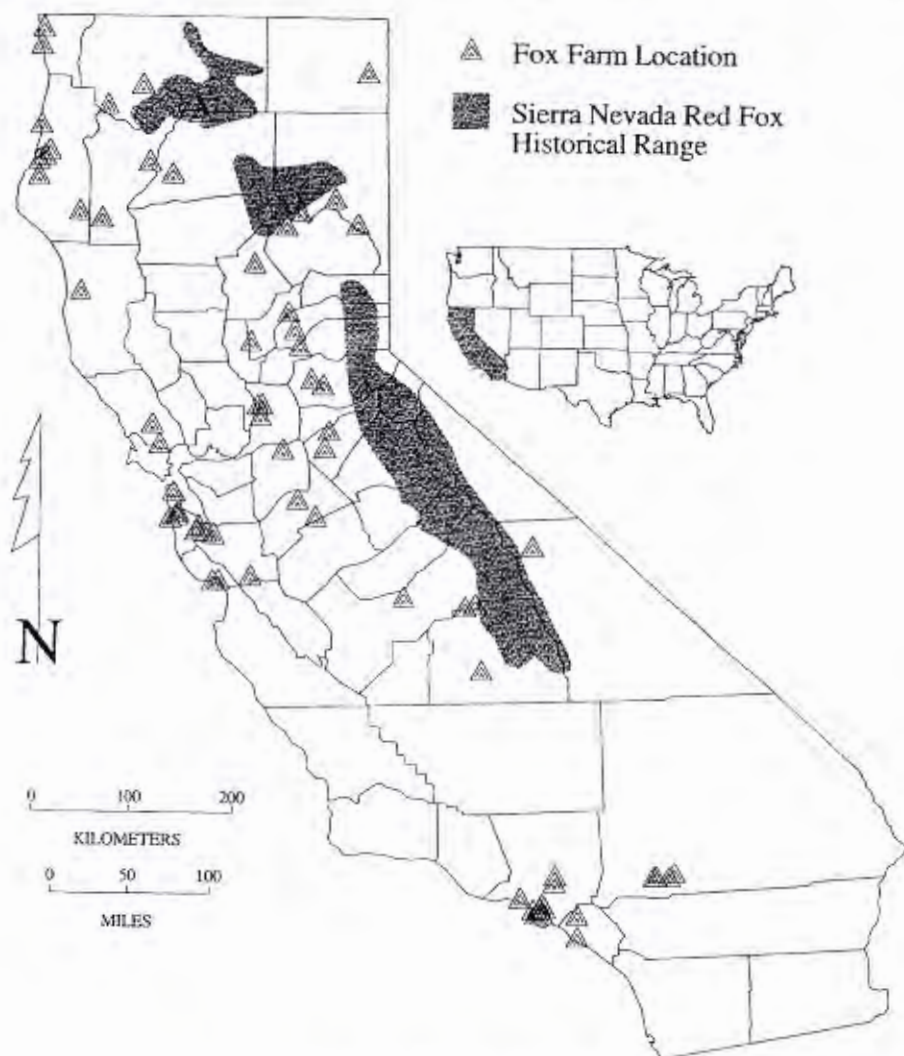 Fox Farm Location
Sierra Nevada Red Fox
Historical Range
N
0 100 200
KILOMETERS
0 50 100
MILES